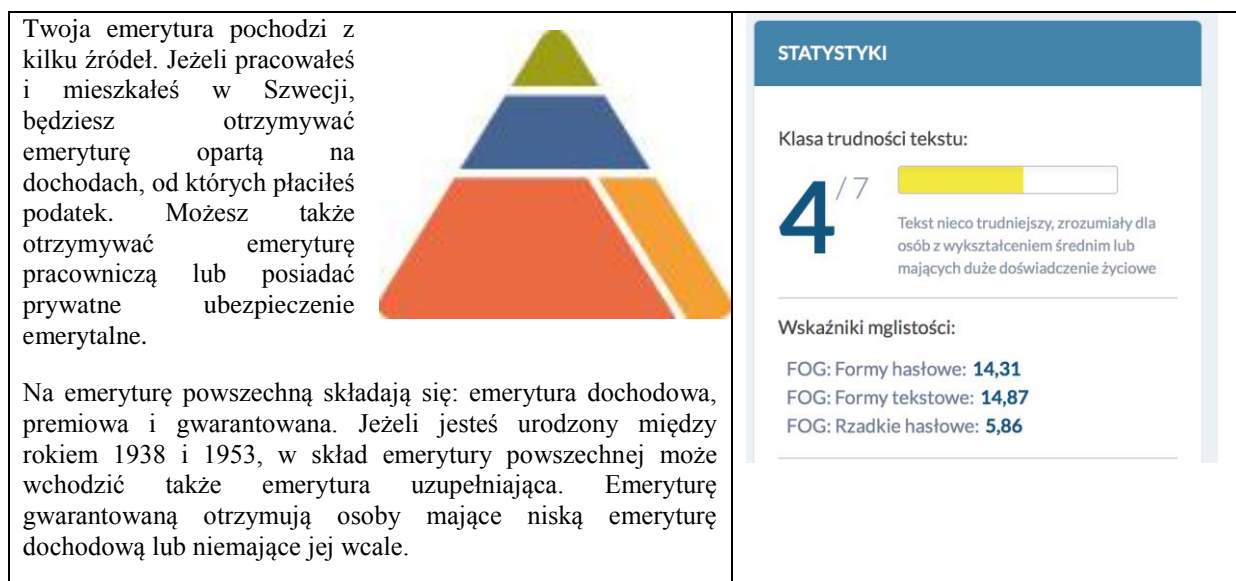 Twoja emerytura pochodzi z
kilku źródeł. Jeżeli pracowałeś
i mieszkałeś w Szwecji,
będziesz otrzymywać
emeryturę opartą na
dochodach, od których płaciłeś
podatek. Możesz także
otrzymywać emeryturę
pracowniczą lub posiadać
prywatne ubezpieczenie
emerytalne.
Na emeryturę powszechną składają się: emerytura dochodowa,
premiowa i gwarantowana. Jeżeli jesteś urodzony między
rokiem 1938 i 1953, w skład emerytury powszechnej może
wchodzić także emerytura uzupełniająca. Emeryturę
gwarantowaną otrzymują osoby mające niską emeryturę
dochodową lub niemające jej wcale.
STATYSTYKI
Klasa trudności tekstu:
4/7
Tekst nieco trudniejszy, zrozumiały dla
osób z wykształceniem średnim lub
mających duże doświadczenie życiowe
Wskaźniki mglistości:
FOG: Formy hasłowe: 14,31
FOG: Formy tekstowe: 14,87
FOG: Rzadkie hasłowe: 5,86